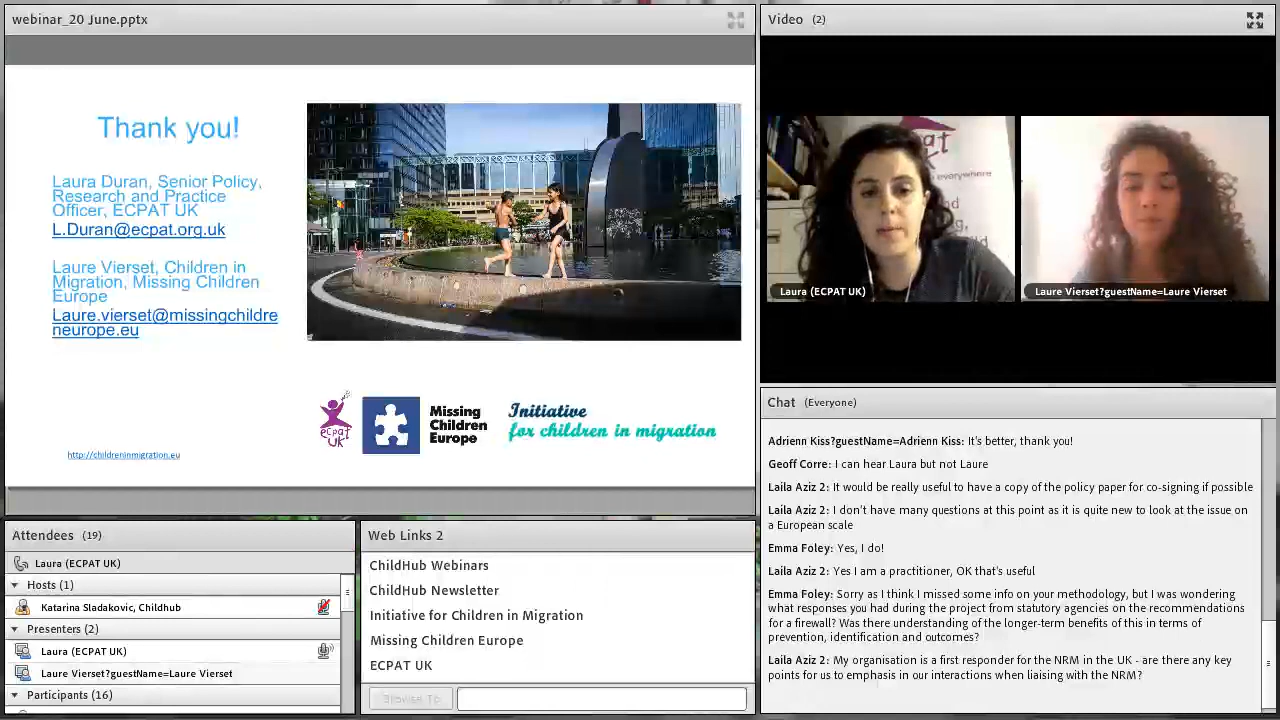 webinar_20 June.pptx
Thank you!
Laura Duran, Senior Policy,
Research and Practice
Officer, ECPAT UK
L.Duran@ecpat.org.uk
Laure Vierset, Children in
Migration, Missing Children
Europe
Laure.vierset@missingchildre
neurope.eu
http://childreninmigration.eu
ecpat
UK
Missing
Children
Europe
Initiative
for children in migration
Video (2)
pat
everywhere
Laura (ECPAT UK)
Laure Vierset?guestName=Laure Vierset
Chat (Everyone)
Adrienn Kiss?guestName=Adrienn Kiss: It's better, thank you!
Geoff Corre: I can hear Laura but not Laure
Laila Aziz 2: It would be really useful to have a copy of the policy paper for co-signing if possible
Laila Aziz 2: I don't have many questions at this point as it is quite new to look at the issue on
a European scale
Emma Foley: Yes, I do!
Laila Aziz 2: Yes I am a practitioner, OK that's useful
Emma Foley: Sorry as I think I missed some info on your methodology, but I was wondering
what responses you had during the project from statutory agencies on the recommendations
for a firewall? Was there understanding of the longer-term benefits of this in terms of
prevention, identification and outcomes?
Laila Aziz 2: My organisation is a first responder for the NRM in the UK - are there any key
points for us to emphasis in our interactions when liaising with the NRM?
Attendees (19)
Laura (ECPAT UK)
Hosts (1)
Katarina Sladakovic, Childhub
Presenters (2)
Laura (ECPAT UK)
Laure Vierset?guestName=Laure Vierset
Participants (16)
Web Links 2
ChildHub Webinars
ChildHub Newsletter
Initiative for Children in Migration
Missing Children Europe
ECPAT UK
Browse To